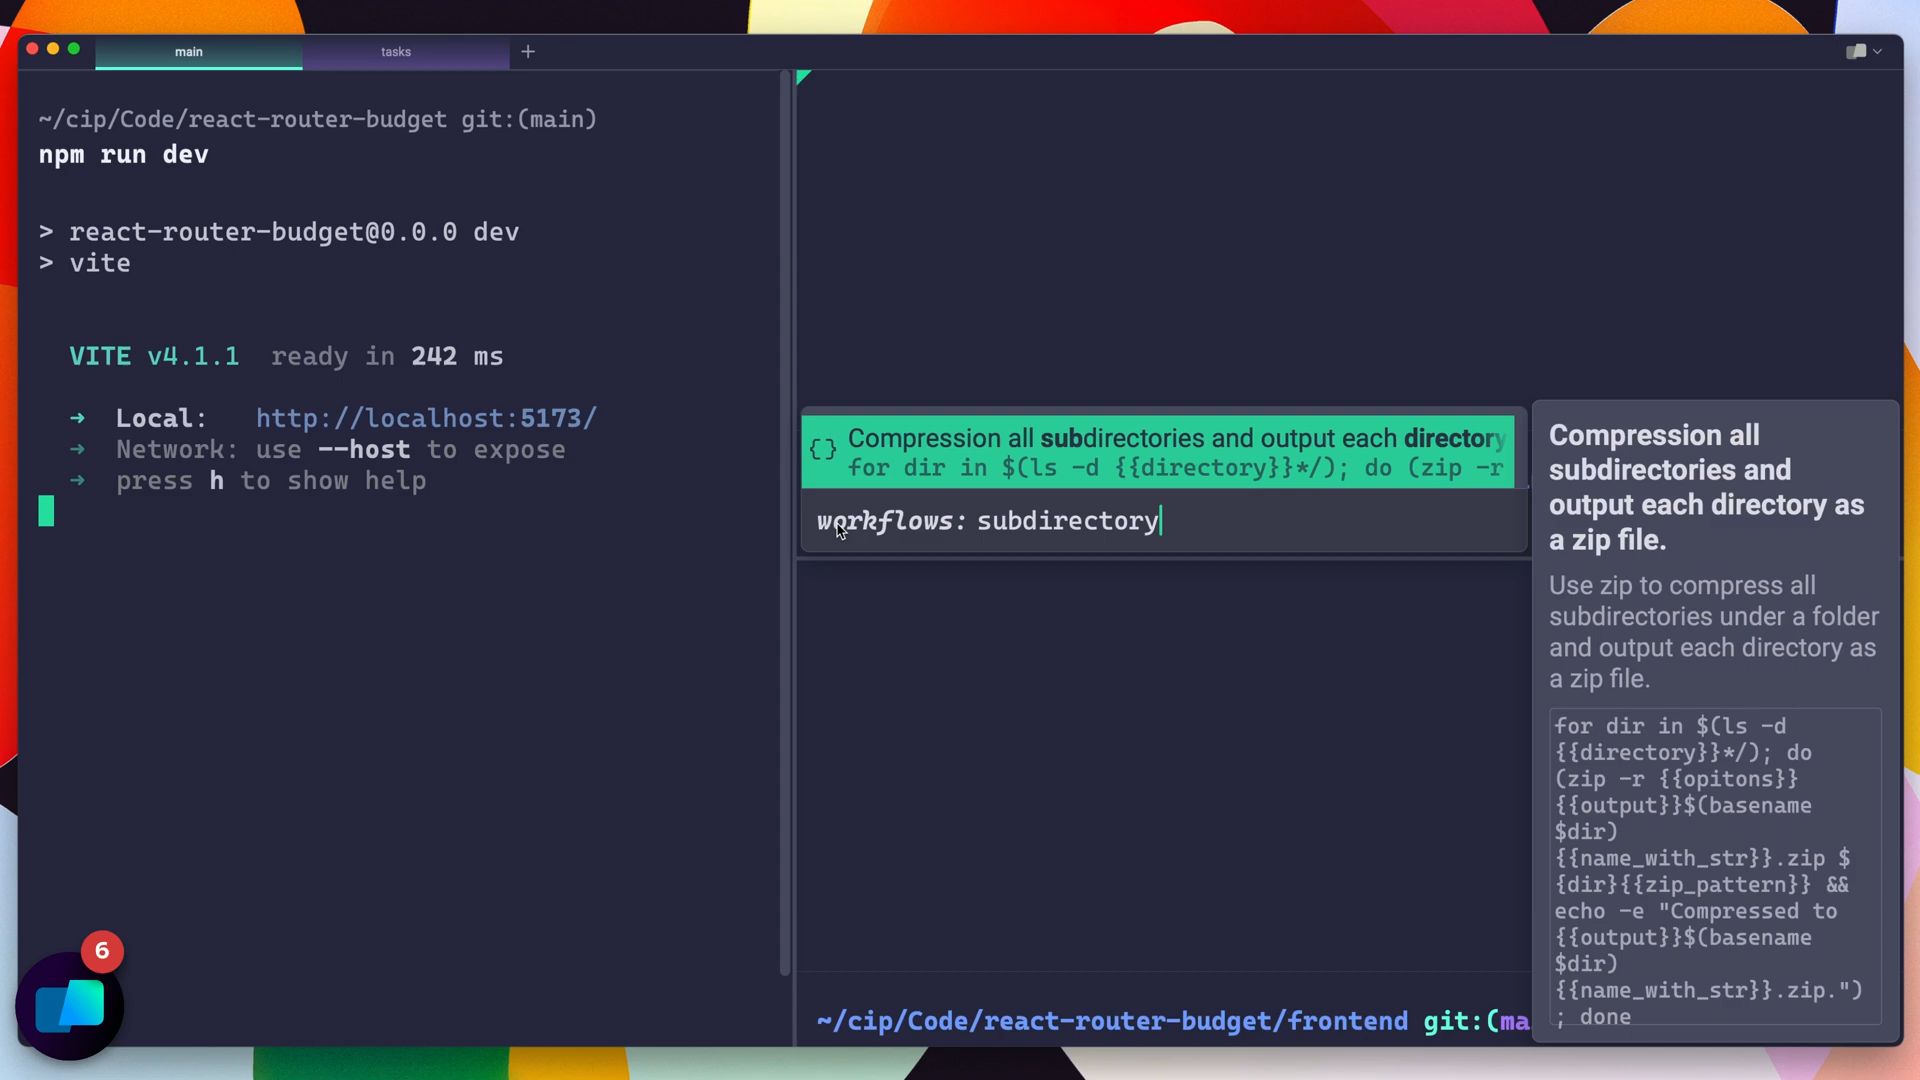 main
tasks
~/cip/Code/react-router-budget git:(main)
npm run dev
> react-router-budget@0.0.0 dev
> vite
VITE v4.1.1 ready in 242 ms
➜ Local: http://localhost:5173/
➜ Network: use --host to expose
➜ press h to show help
Compression all subdirectories and output each directory
for dir in $(ls -d {{directory}}*/); do (zip -r
workflows: subdirectory
Compression all
subdirectories and
output each directory as
a zip file.
Use zip to compress all
subdirectories under a folder
and output each directory as
a zip file.
for dir in $(ls -d
{{directory}}*/); do
(zip -r {{opitons}}
{{output}}$(basename
$dir)
{{name_with_str}}.zip $
{dir}{{zip_pattern}} &&
echo -e "Compressed to
{{output}}$(basename
$dir)
{{name_with_str}}.zip.")
; done
~/cip/Code/react-router-budget/frontend git:(ma
6